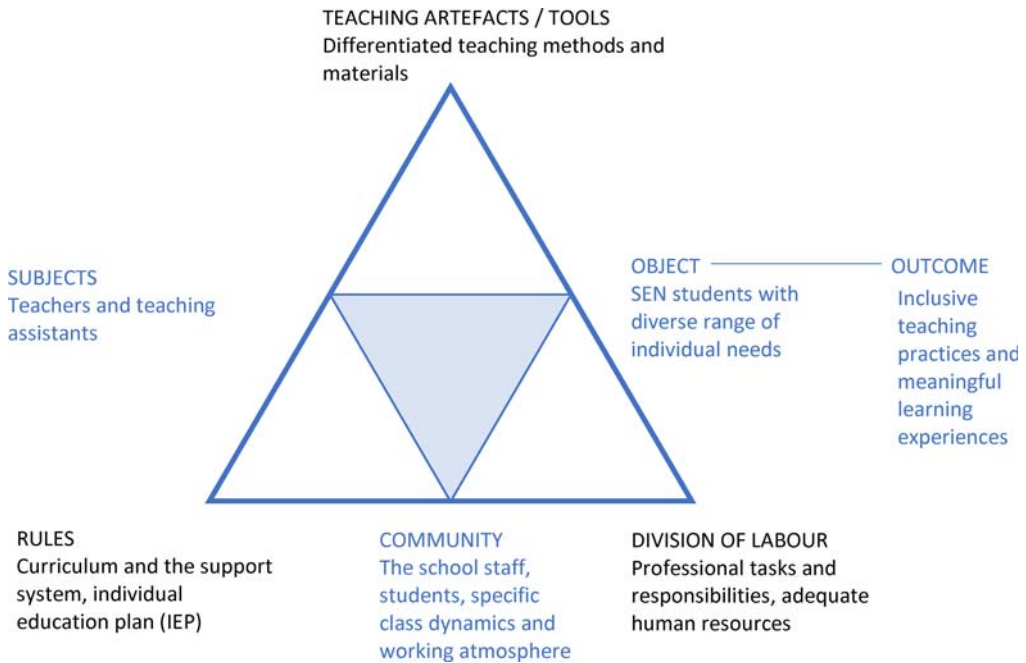 TEACHING ARTEFACTS / TOOLS
Differentiated teaching methods and
materials
SUBJECTS
Teachers and teaching
assistants
OBJECT
SEN students with
diverse range of
individual needs
OUTCOME
Inclusive
teaching
practices and
meaningful
learning
experiences
RULES
Curriculum and the support
system, individual
education plan (IEP)
COMMUNITY
The school staff,
students, specific
class dynamics and
working atmosphere
DIVISION OF LABOUR
Professional tasks and
responsibilities, adequate
human resources